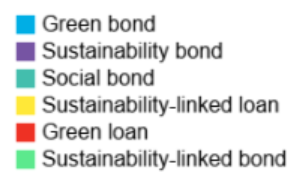 Green bond
Sustainability bond
Social bond
Sustainability-linked loan
Green loan
Sustainability-linked bond